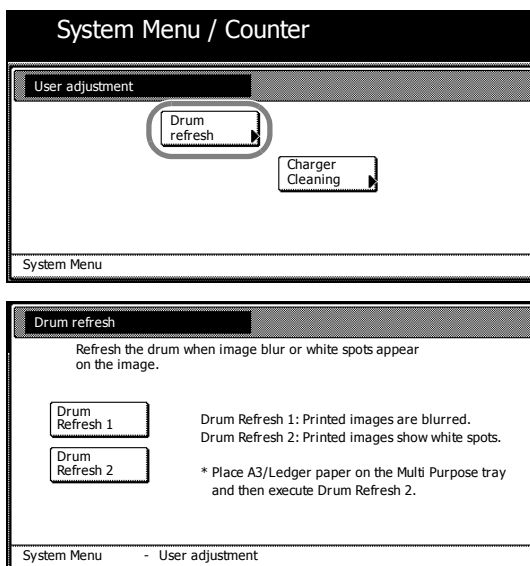 System Menu / Counter
User adjustment
Drum
refresh
Charger
Cleaning
System Menu
Drum refresh
Refresh the drum when image blur or white spots appear
on the image.
Drum
Refresh 1
Drum Refresh 1: Printed images are blurred.
Drum Refresh 2: Printed images show white spots.
Drum
Refresh 2
* Place A3/Ledger paper on the Multi Purpose tray
and then execute Drum Refresh 2.
System Menu - User adjustment